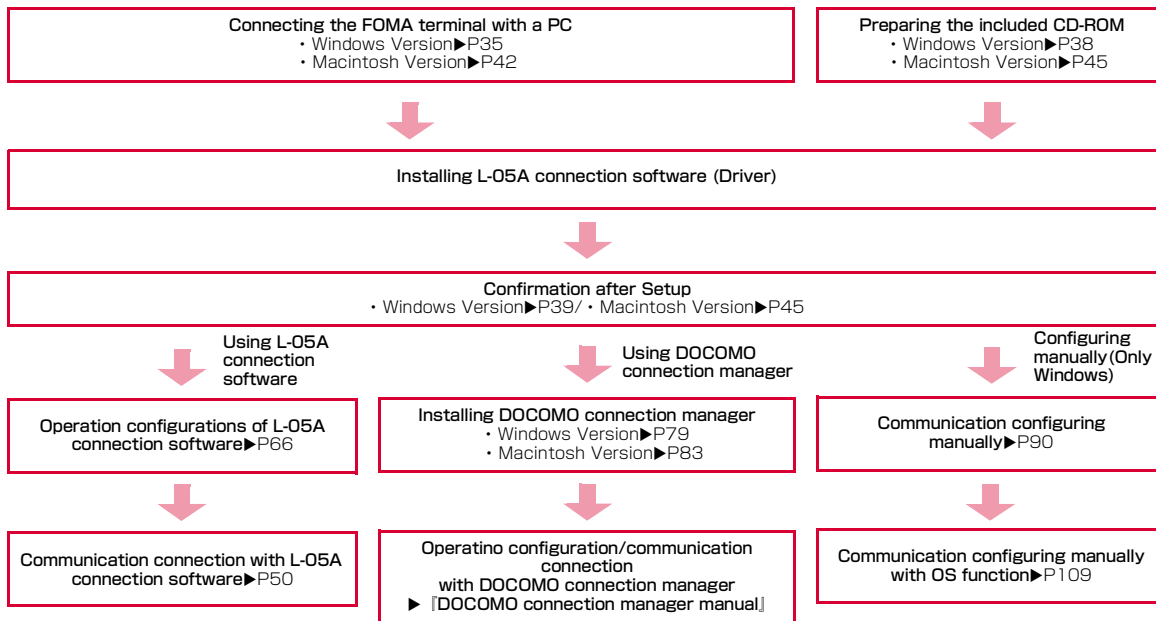 Connecting the FOMA terminal with a PC
・Windows Version▶P35
・Macintosh Version▶P42
Preparing the included CD-ROM
・Windows Version▶P38
・Macintosh Version▶P45
Installing L-05A connection software (Driver)
Confirmation after Setup
・Windows Version▶P39/・Macintosh Version▶P45
Using L-05A
connection
software
Using DOCOMO
connection manager
Configuring
manually(Only
Windows)
Operation configurations of L-05A
connection software▶P66
Installing DOCOMO connection manager
・Windows Version▶P79
・Macintosh Version▶P83
Communication configuring
manually▶P90
Communication connection with L-05A
connection software▶P50
Operatino configuration/communication
connection
with DOCOMO connection manager
▶『DOCOMO connection manager manual』
Communication configuring manually
with OS function▶P109